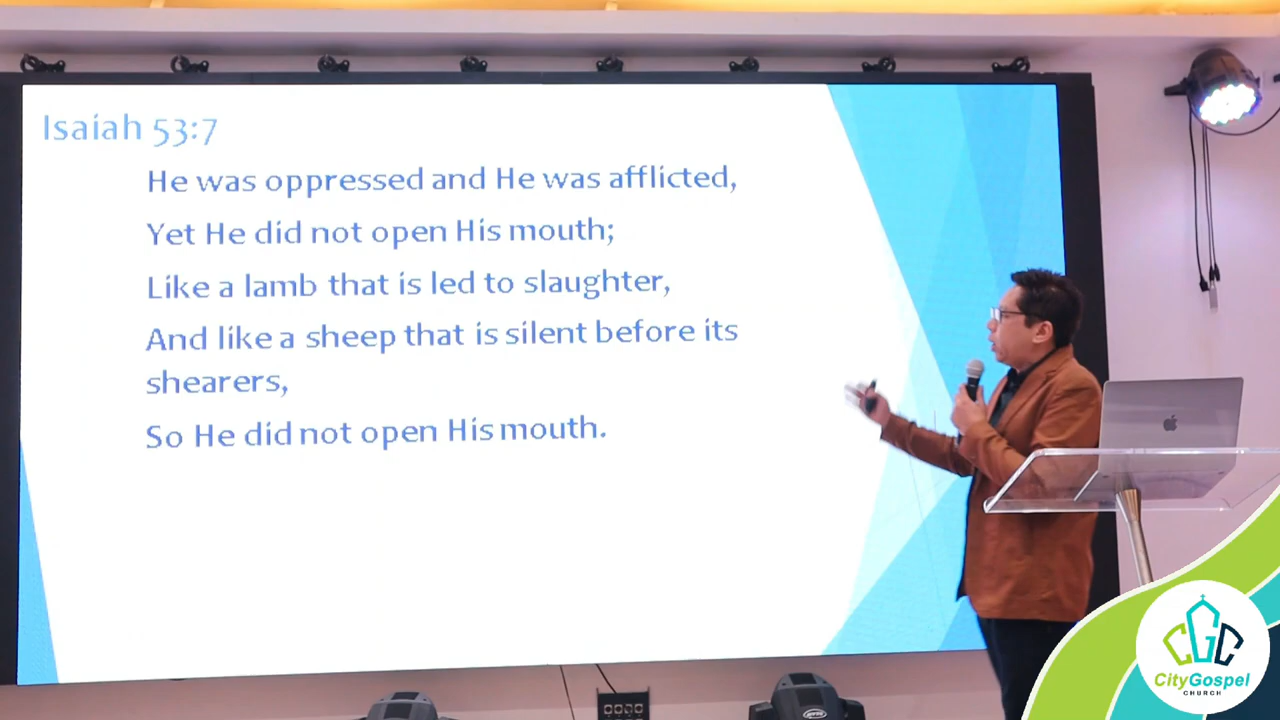 Isaiah 53:7
He was oppressed and He was afflicted,
Yet He did not open His mouth;
Like a lamb that is led to slaughter,
And like a sheep that is silent before its
shearers,
So He did not open His mouth.
CGC
CityGospel
CHURCH